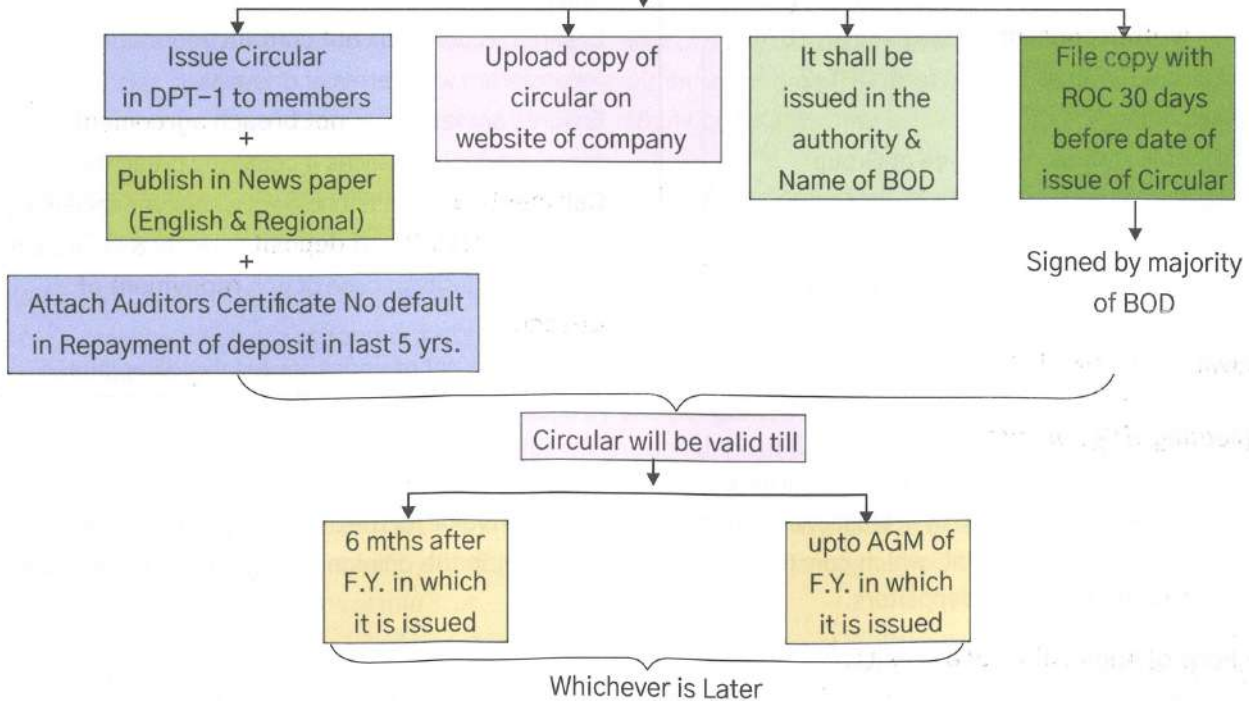 Issue Circular
in DPT-1 to members
+
Publish in News paper
(English & Regional)
+
Attach Auditors Certificate No default
in Repayment of deposit in last 5 yrs.
Upload copy of
circular on
website of company
It shall be
issued in the
authority &
Name of BOD
File copy with
ROC 30 days
before date of
issue of Circular
Signed by majority
of BOD
Circular will be valid till
6 mths after
F.Y. in which
it is issued
upto AGM of
F.Y. in which
it is issued
Whichever is Later